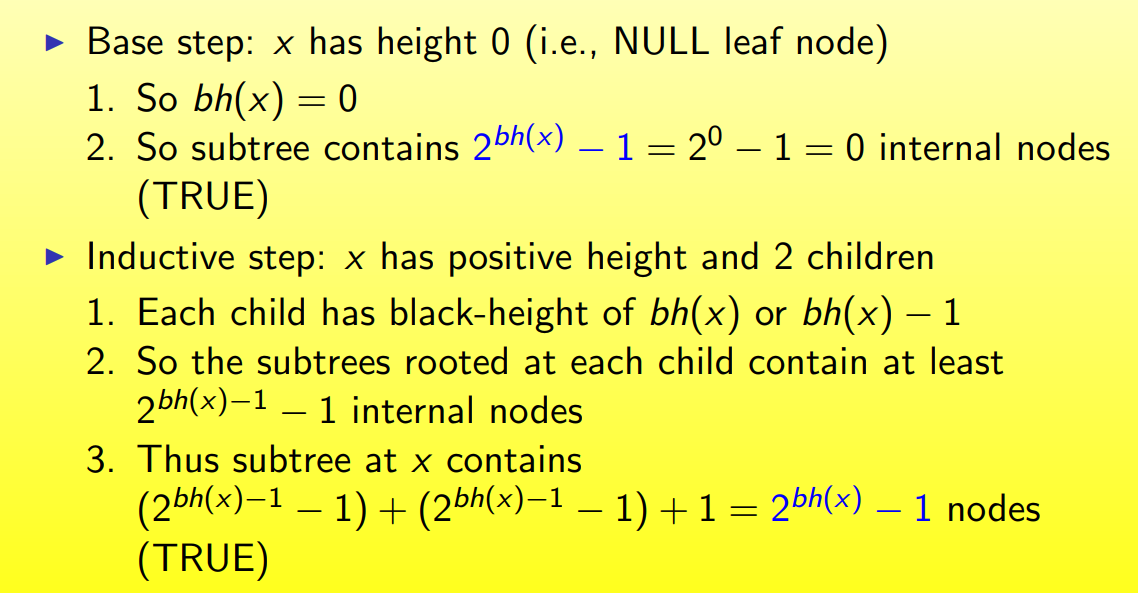 ▶ Base step: x has height 0 (i.e., NULL leaf node)
1. So bh(x) = 0
2. So subtree contains 2^{bh(x)} − 1 = 2^0 − 1 = 0 internal nodes
(TRUE)
▶ Inductive step: x has positive height and 2 children
1. Each child has black-height of bh(x) or bh(x) − 1
2. So the subtrees rooted at each child contain at least
2^{bh(x)−1} − 1 internal nodes
3. Thus subtree at x contains
(2^{bh(x)−1} − 1) + (2^{bh(x)−1} − 1) + 1 = 2^{bh(x)} − 1 nodes
(TRUE)